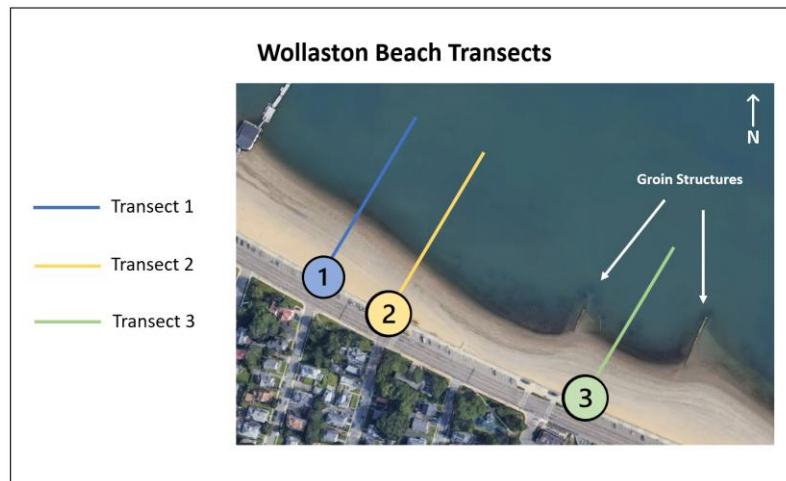 Wollaston Beach Transects
Transect 1
Transect 2
Transect 3
N
Groin Structures
1
2
3